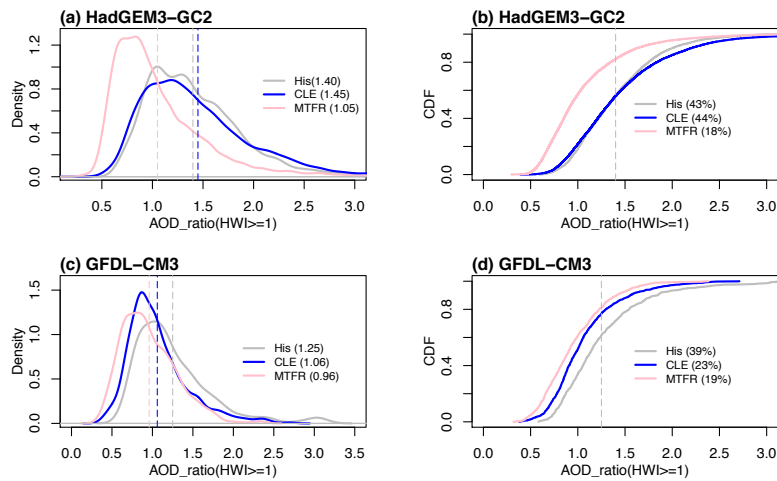 (a) HadGEM3−GC2
Density
0.0 0.4 0.8 1.2
His(1.40)
CLE (1.45)
MTFR (1.05)
0.5 1.0 1.5 2.0 2.5 3.0
AOD_ratio(HWI>=1)
(b) HadGEM3−GC2
CDF
0.0 0.4 0.8
His (43%)
CLE (44%)
MTFR (18%)
0.0 0.5 1.0 1.5 2.0 2.5 3.0
AOD_ratio(HWI>=1)
(c) GFDL−CM3
Density
0.0 0.5 1.0 1.5
His (1.25)
CLE (1.06)
MTFR (0.96)
0.0 0.5 1.0 1.5 2.0 2.5 3.0 3.5
AOD_ratio(HWI>=1)
(d) GFDL−CM3
CDF
0.0 0.4 0.8
His (39%)
CLE (23%)
MTFR (19%)
0.0 0.5 1.0 1.5 2.0 2.5 3.0
AOD_ratio(HWI>=1)